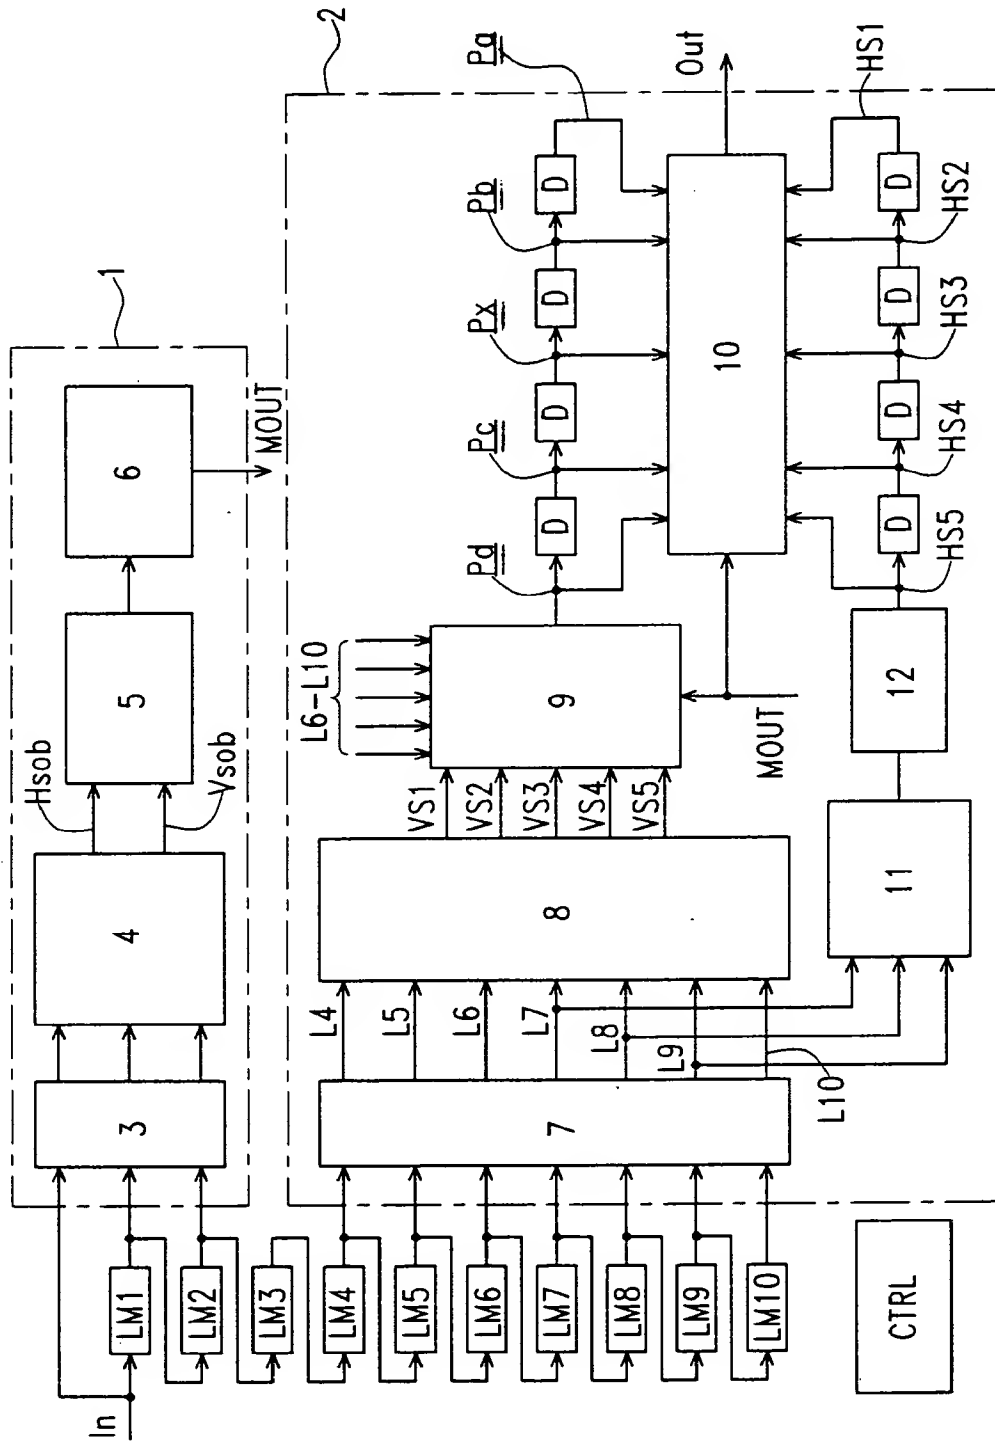 In
LM1
LM2
LM3
LM4
LM5
LM6
LM7
LM8
LM9
LM10
CTRL
1
3
4
Hsob
Vsob
5
6
MOUT
2
7
L4
L5
L6
L7
L8
L9
L10
8
VS1
VS2
VS3
VS4
VS5
L6-L10
9
MOUT
11
12
Pd
D
Pc
D
Px
D
Pb
D
Pa
10
Out
HS5
D
HS4
D
HS3
D
HS2
D
HS1